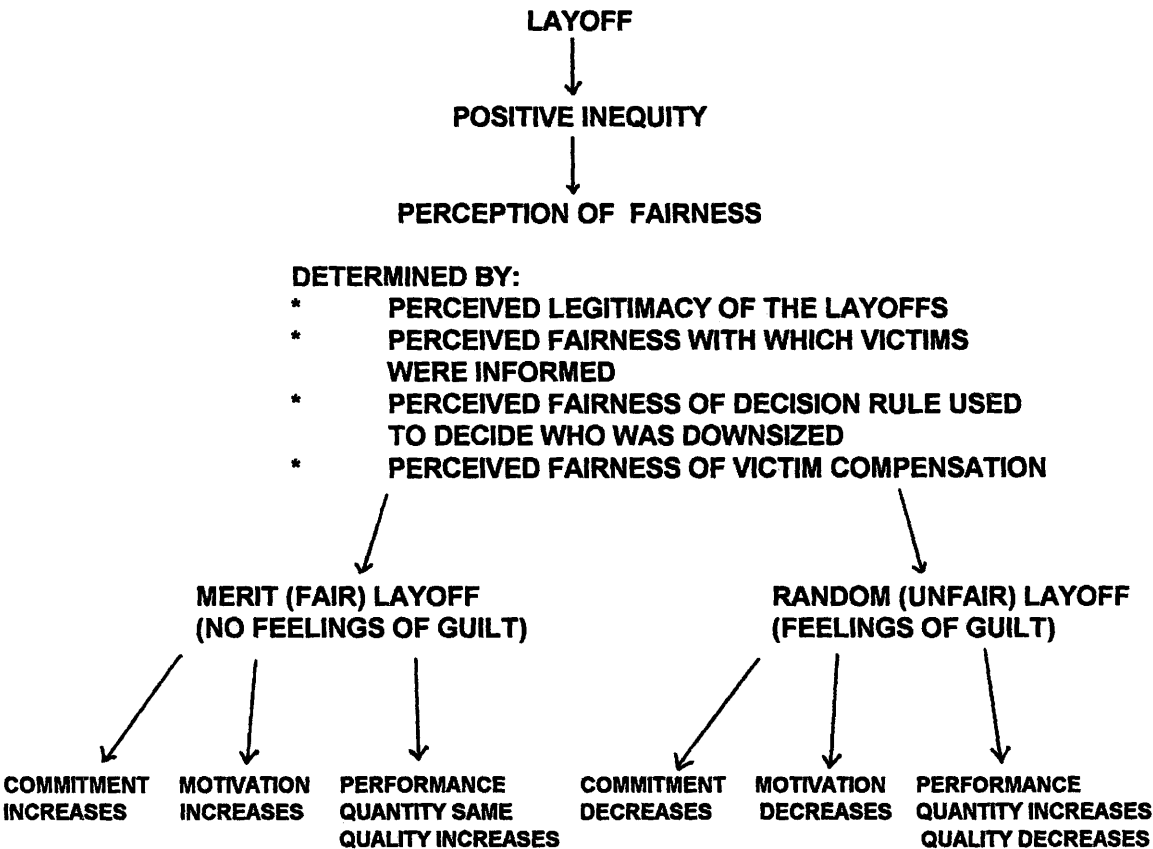 LAYOFF
POSITIVE INEQUITY
PERCEPTION OF FAIRNESS
DETERMINED BY:
* PERCEIVED LEGITIMACY OF THE LAYOFFS
* PERCEIVED FAIRNESS WITH WHICH VICTIMS
WERE INFORMED
* PERCEIVED FAIRNESS OF DECISION RULE USED
TO DECIDE WHO WAS DOWNSIZED
* PERCEIVED FAIRNESS OF VICTIM COMPENSATION
MERIT (FAIR) LAYOFF
(NO FEELINGS OF GUILT)
RANDOM (UNFAIR) LAYOFF
(FEELINGS OF GUILT)
COMMITMENT
INCREASES
MOTIVATION
INCREASES
PERFORMANCE
QUANTITY SAME
QUALITY INCREASES
COMMITMENT
DECREASES
MOTIVATION
DECREASES
PERFORMANCE
QUANTITY INCREASES
QUALITY DECREASES